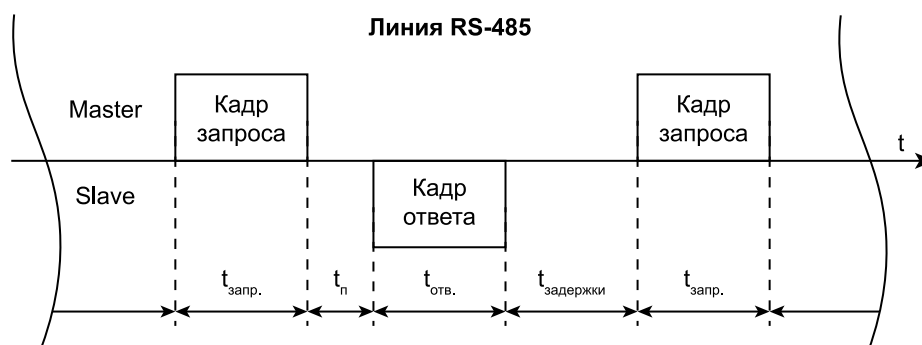 Линия RS-485
Master
Кадр
запроса
Кадр
запроса
t
Slave
Кадр
ответа
tзапр.
tп
tотв.
tзадержки
tзапр.